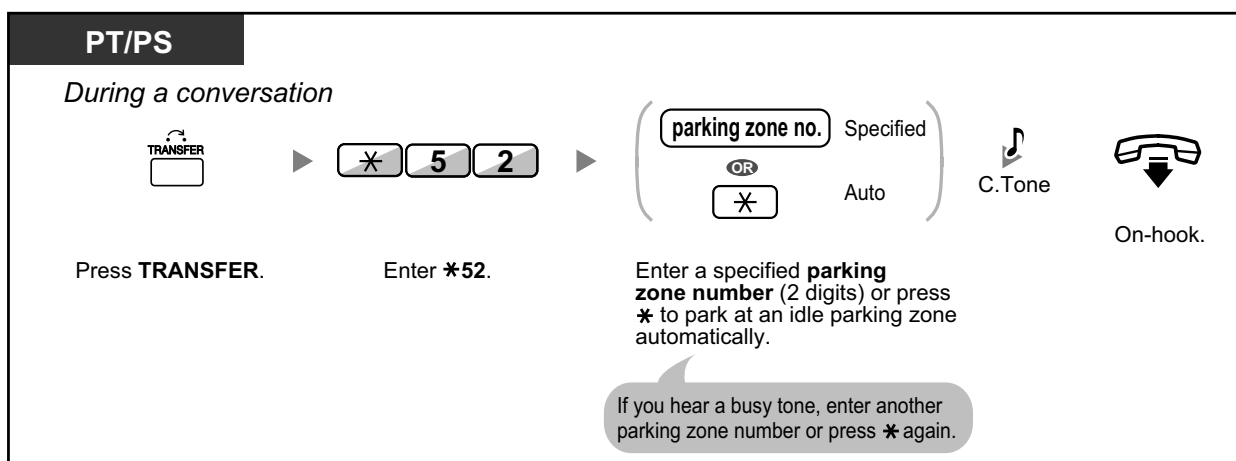 PT/PS
During a conversation
TRANSFER
* 5 2
parking zone no. Specified
OR
* Auto
C.Tone
On-hook.
Press TRANSFER.
Enter *52.
Enter a specified parking
zone number (2 digits) or press
* to park at an idle parking zone
automatically.
If you hear a busy tone, enter another
parking zone number or press * again.